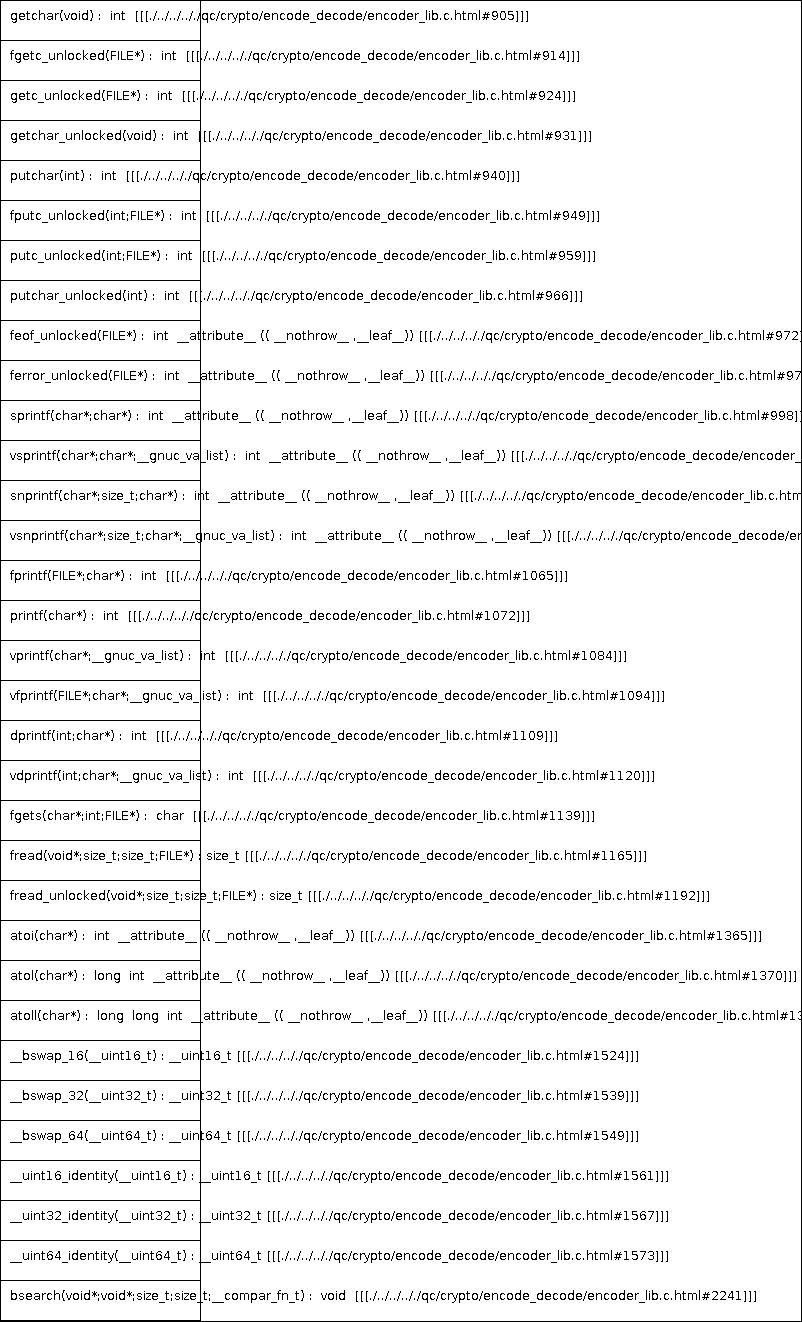 getchar(void) :  int  [[[./../../../qc/crypto/encode_decode/encoder_lib.c.html#905]]]
fgetc_unlocked(FILE*) :  int  [[[./../../.././qc/crypto/encode_decode/encoder_lib.c.html#914]]]
getc_unlocked(FILE*) :  int  [[[./../../.././qc/crypto/encode_decode/encoder_lib.c.html#924]]]
getchar_unlocked(void) :  int  [[[./../../.././qc/crypto/encode_decode/encoder_lib.c.html#931]]]
putchar(int) :  int  [[[./../../.././qc/crypto/encode_decode/encoder_lib.c.html#940]]]
fputc_unlocked(int;FILE*) :  int  [[[./../../.././qc/crypto/encode_decode/encoder_lib.c.html#949]]]
putc_unlocked(int;FILE*) :  int  [[[./../../.././qc/crypto/encode_decode/encoder_lib.c.html#959]]]
putchar_unlocked(int) :  int  [[[./../../.././qc/crypto/encode_decode/encoder_lib.c.html#966]]]
feof_unlocked(FILE*) :  int  __attribute__ (( __nothrow__ ,__leaf__)) [[[./../../.././qc/crypto/encode_decode/encoder_lib.c.html#972]
ferror_unlocked(FILE*) :  int  __attribute__ (( __nothrow__ ,__leaf__)) [[[./../../.././qc/crypto/encode_decode/encoder_lib.c.html#97
sprintf(char*;char*) :  int  __attribute__ (( __nothrow__ ,__leaf__)) [[[./../../.././qc/crypto/encode_decode/encoder_lib.c.html#998]]
vsprintf(char*;char*;__gnuc_va_list) :  int  __attribute__ (( __nothrow__ ,__leaf__)) [[[./../../.././qc/crypto/encode_decode/encoder_
snprintf(char*;size_t;char*) :  int  __attribute__ (( __nothrow__ ,__leaf__)) [[[./../../.././qc/crypto/encode_decode/encoder_lib.c.htm
vsnprintf(char*;size_t;char*;__gnuc_va_list) :  int  __attribute__ (( __nothrow__ ,__leaf__)) [[[./../../.././qc/crypto/encode_decode/en
fprintf(FILE*;char*) :  int  [[[./../../.././qc/crypto/encode_decode/encoder_lib.c.html#1065]]]
printf(char*) :  int  [[[./../../.././qc/crypto/encode_decode/encoder_lib.c.html#1072]]]
vprintf(char*;__gnuc_va_list) :  int  [[[./../../.././qc/crypto/encode_decode/encoder_lib.c.html#1084]]]
vfprintf(FILE*;char*;__gnuc_va_list) :  int  [[[./../../.././qc/crypto/encode_decode/encoder_lib.c.html#1094]]]
dprintf(int;char*) :  int  [[[./../../.././qc/crypto/encode_decode/encoder_lib.c.html#1109]]]
vdprintf(int;char*;__gnuc_va_list) :  int  [[[./../../.././qc/crypto/encode_decode/encoder_lib.c.html#1120]]]
fgets(char*;int;FILE*) :  char  [[[./../../.././qc/crypto/encode_decode/encoder_lib.c.html#1139]]]
fread(void*;size_t;size_t;FILE*) : size_t [[[./../../.././qc/crypto/encode_decode/encoder_lib.c.html#1165]]]
fread_unlocked(void*;size_t;size_t;FILE*) : size_t [[[./../../.././qc/crypto/encode_decode/encoder_lib.c.html#1192]]]
atoi(char*) :  int  __attribute__ (( __nothrow__ ,__leaf__)) [[[./../../.././qc/crypto/encode_decode/encoder_lib.c.html#1365]]]
atol(char*) :  long  int  __attribute__ (( __nothrow__ ,__leaf__)) [[[./../../.././qc/crypto/encode_decode/encoder_lib.c.html#1370]]]
atoll(char*) :  long  long  int  __attribute__ (( __nothrow__ ,__leaf__)) [[[./../../.././qc/crypto/encode_decode/encoder_lib.c.html#13
__bswap_16(__uint16_t) : __uint16_t [[[./../../.././qc/crypto/encode_decode/encoder_lib.c.html#1524]]]
__bswap_32(__uint32_t) : __uint32_t [[[./../../.././qc/crypto/encode_decode/encoder_lib.c.html#1539]]]
__bswap_64(__uint64_t) : __uint64_t [[[./../../.././qc/crypto/encode_decode/encoder_lib.c.html#1549]]]
__uint16_identity(__uint16_t) : __uint16_t [[[./../../.././qc/crypto/encode_decode/encoder_lib.c.html#1561]]]
__uint32_identity(__uint32_t) : __uint32_t [[[./../../.././qc/crypto/encode_decode/encoder_lib.c.html#1567]]]
__uint64_identity(__uint64_t) : __uint64_t [[[./../../.././qc/crypto/encode_decode/encoder_lib.c.html#1573]]]
bsearch(void*;void*;size_t;size_t;__compar_fn_t) :  void  [[[./../../.././qc/crypto/encode_decode/encoder_lib.c.html#2241]]]